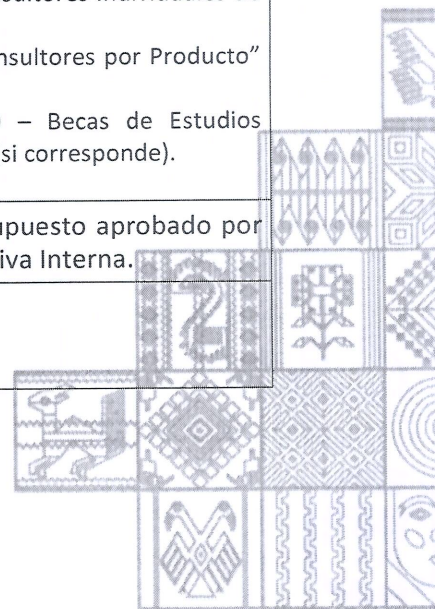 nsultores por Producto”
– Becas de Estudios
si corresponde).
upuesto aprobado por
iva Interna.